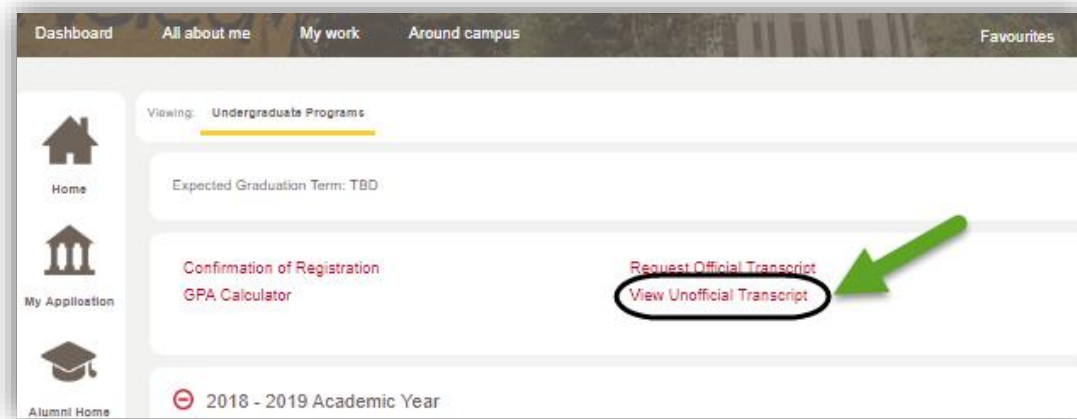 Dashboard All about me My work Around campus Favourites
Viewing: Undergraduate Programs
Home
Expected Graduation Term: TBD
My Application
Confirmation of Registration Request Official Transcript
GPA Calculator View Unofficial Transcript
Alumni Home
2018 - 2019 Academic Year